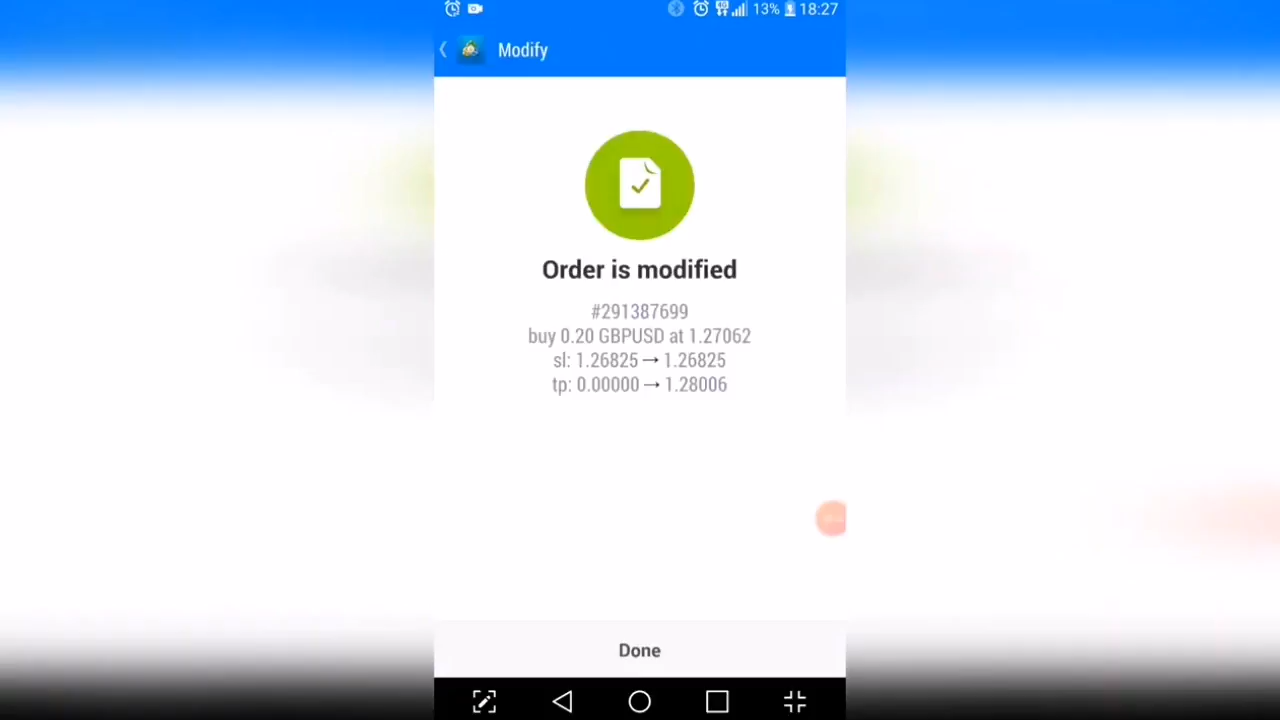 13% 18:27
Modify
Order is modified
#291387699
buy 0.20 GBPUSD at 1.27062
sl: 1.26825 → 1.26825
tp: 0.00000 → 1.28006
Done